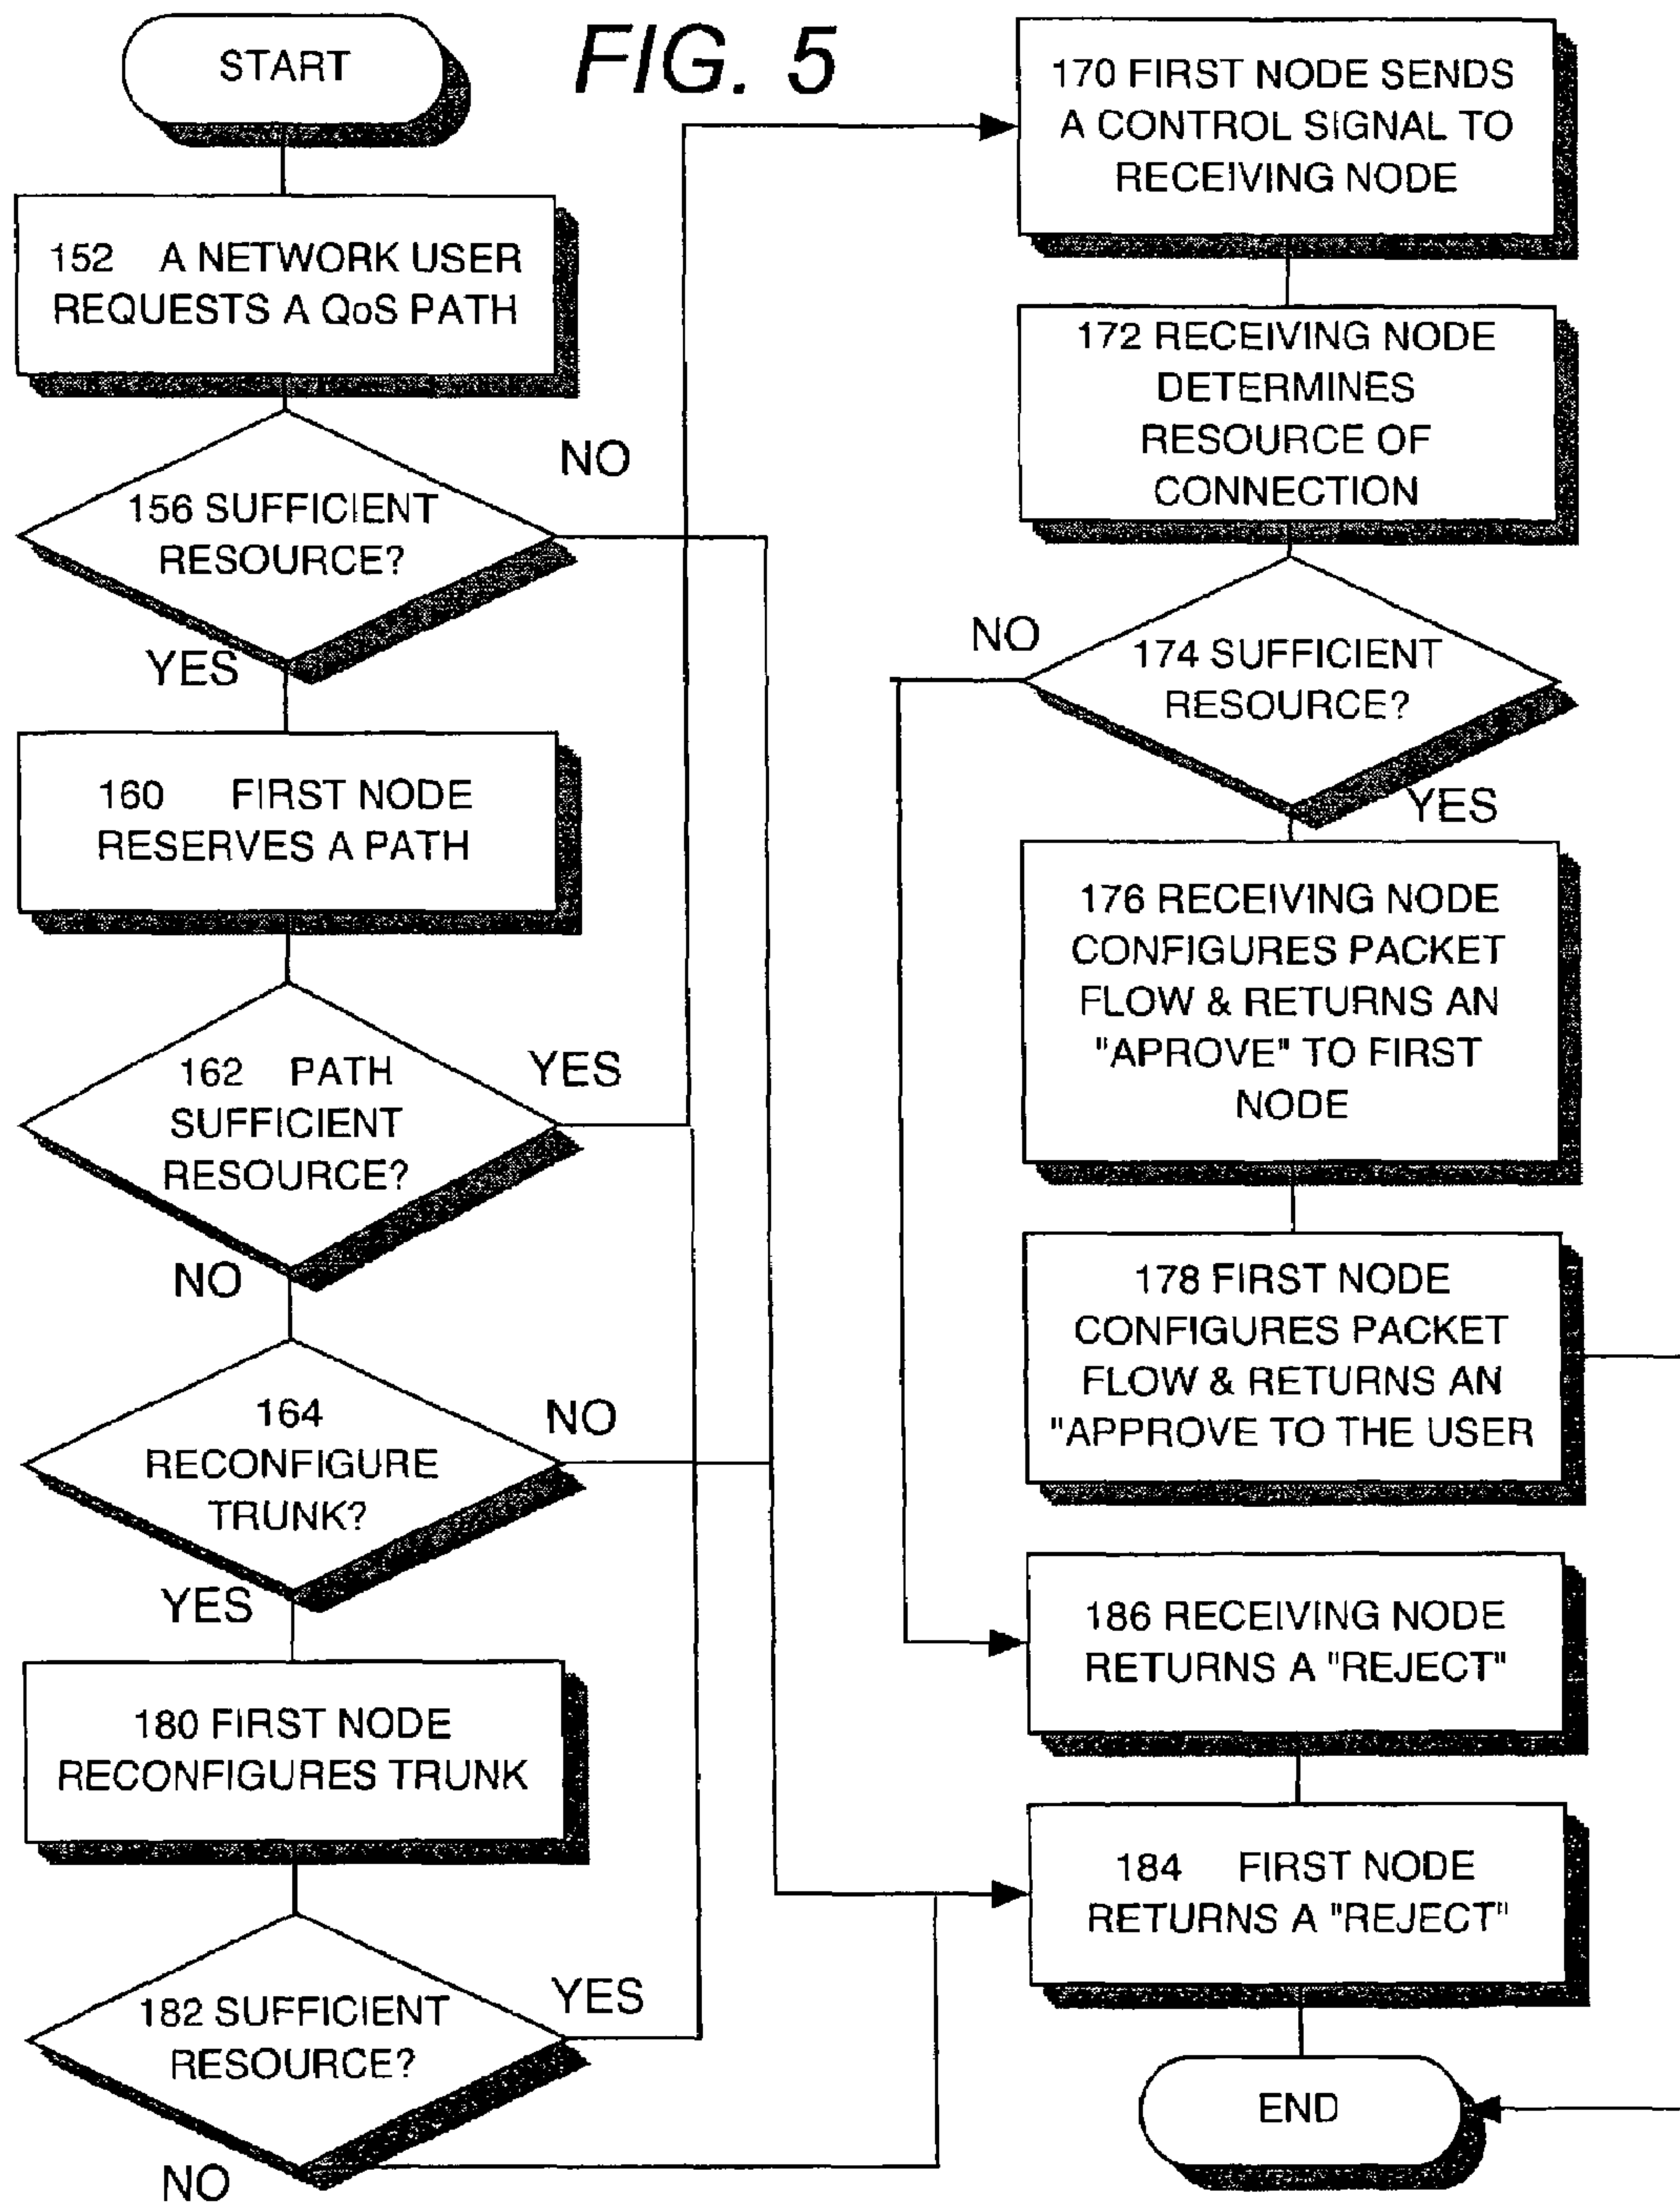 FIG. 5
START
152 A NETWORK USER
REQUESTS A QoS PATH
NO
156 SUFFICIENT
RESOURCE?
YES
160 FIRST NODE
RESERVES A PATH
162 PATH
SUFFICIENT
RESOURCE?
YES
NO
164
RECONFIGURE
TRUNK?
NO
YES
180 FIRST NODE
RECONFIGURES TRUNK
182 SUFFICIENT
RESOURCE?
YES
NO
170 FIRST NODE SENDS
A CONTROL SIGNAL TO
RECEIVING NODE
172 RECEIVING NODE
DETERMINES
RESOURCE OF
CONNECTION
NO
174 SUFFICIENT
RESOURCE?
YES
176 RECEIVING NODE
CONFIGURES PACKET
FLOW & RETURNS AN
"APROVE" TO FIRST
NODE
178 FIRST NODE
CONFIGURES PACKET
FLOW & RETURNS AN
"APPROVE TO THE USER
186 RECEIVING NODE
RETURNS A "REJECT"
184 FIRST NODE
RETURNS A "REJECT"
END